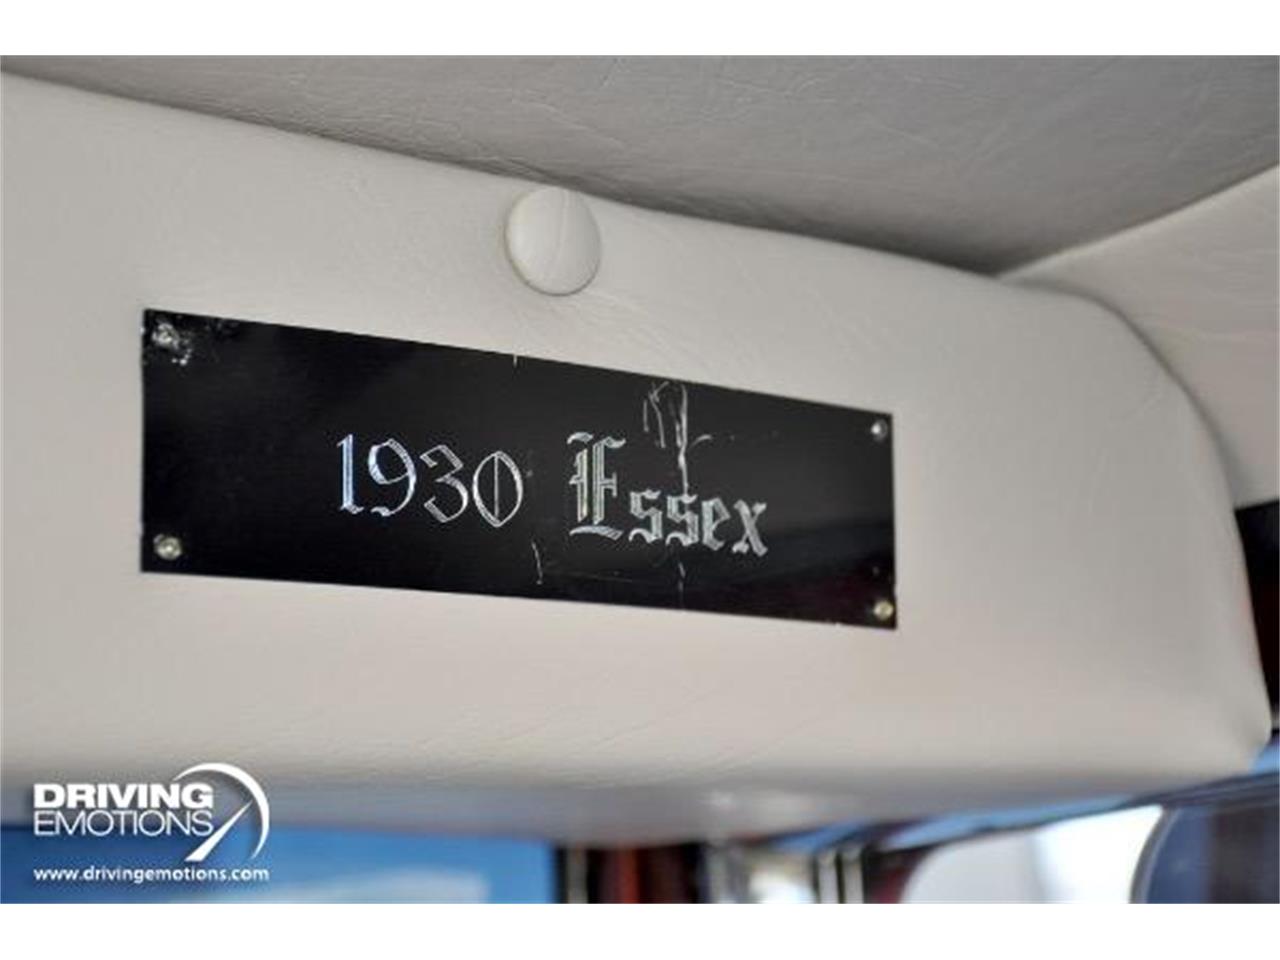 1930 Essex
DRIVING
EMOTIONS
www.drivingemotions.com